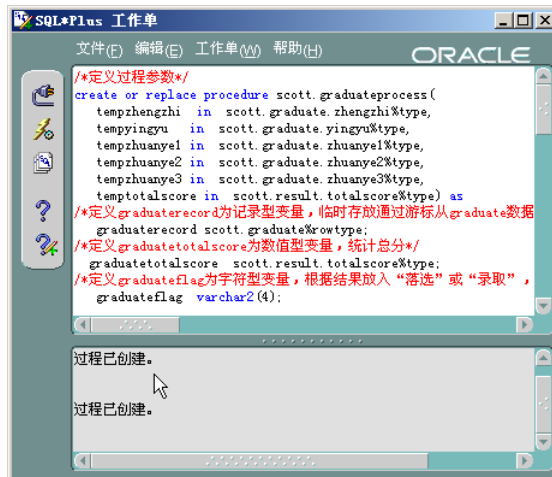 SQL*Plus 工作单
文件(F) 编辑(E) 工作单(W) 帮助(H)
ORACLE
/*定义过程参数*/
create or replace procedure scott.graduateprocess(
tempzhengzhi in scott.graduate.zhengzhi%type,
tempyingyu in scott.graduate.yingyu%type,
tempzhuanye1 in scott.graduate.zhuanye1%type,
tempzhuanye2 in scott.graduate.zhuanye2%type,
tempzhuanye3 in scott.graduate.zhuanye3%type,
temptotalscore in scott.result.totalscore%type) as
/*定义graduaterecord为记录型变量，临时存放通过游标从graduate数据
graduaterecord scott.graduate%rowtype;
/*定义graduatetotalscore为数值型变量，统计总分*/
graduatetotalscore scott.result.totalscore%type;
/*定义graduateflag为字符型变量，根据结果放入“落选”或“录取”，
graduateflag varchar2(4);
过程已创建。
过程已创建。